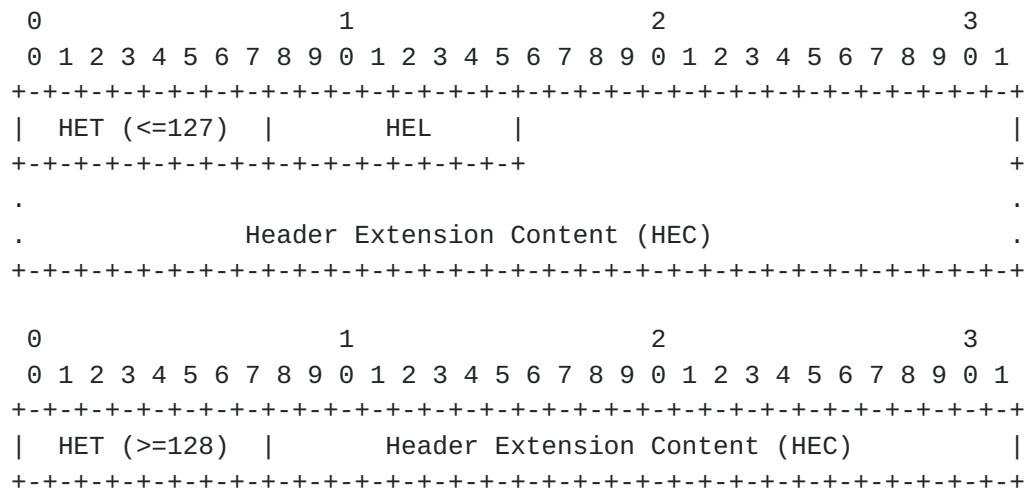 0                   1                   2                   3
 0 1 2 3 4 5 6 7 8 9 0 1 2 3 4 5 6 7 8 9 0 1 2 3 4 5 6 7 8 9 0 1
+-+-+-+-+-+-+-+-+-+-+-+-+-+-+-+-+-+-+-+-+-+-+-+-+-+-+-+-+-+-+-+-+
|  HET (<=127)  |       HEL     |                               |
+-+-+-+-+-+-+-+-+-+-+-+-+-+-+-+-+                               +
.                                                               .
.              Header Extension Content (HEC)                   .
+-+-+-+-+-+-+-+-+-+-+-+-+-+-+-+-+-+-+-+-+-+-+-+-+-+-+-+-+-+-+-+-+

 0                   1                   2                   3
 0 1 2 3 4 5 6 7 8 9 0 1 2 3 4 5 6 7 8 9 0 1 2 3 4 5 6 7 8 9 0 1
+-+-+-+-+-+-+-+-+-+-+-+-+-+-+-+-+-+-+-+-+-+-+-+-+-+-+-+-+-+-+-+-+
|  HET (>=128)  |       Header Extension Content (HEC)          |
+-+-+-+-+-+-+-+-+-+-+-+-+-+-+-+-+-+-+-+-+-+-+-+-+-+-+-+-+-+-+-+-+